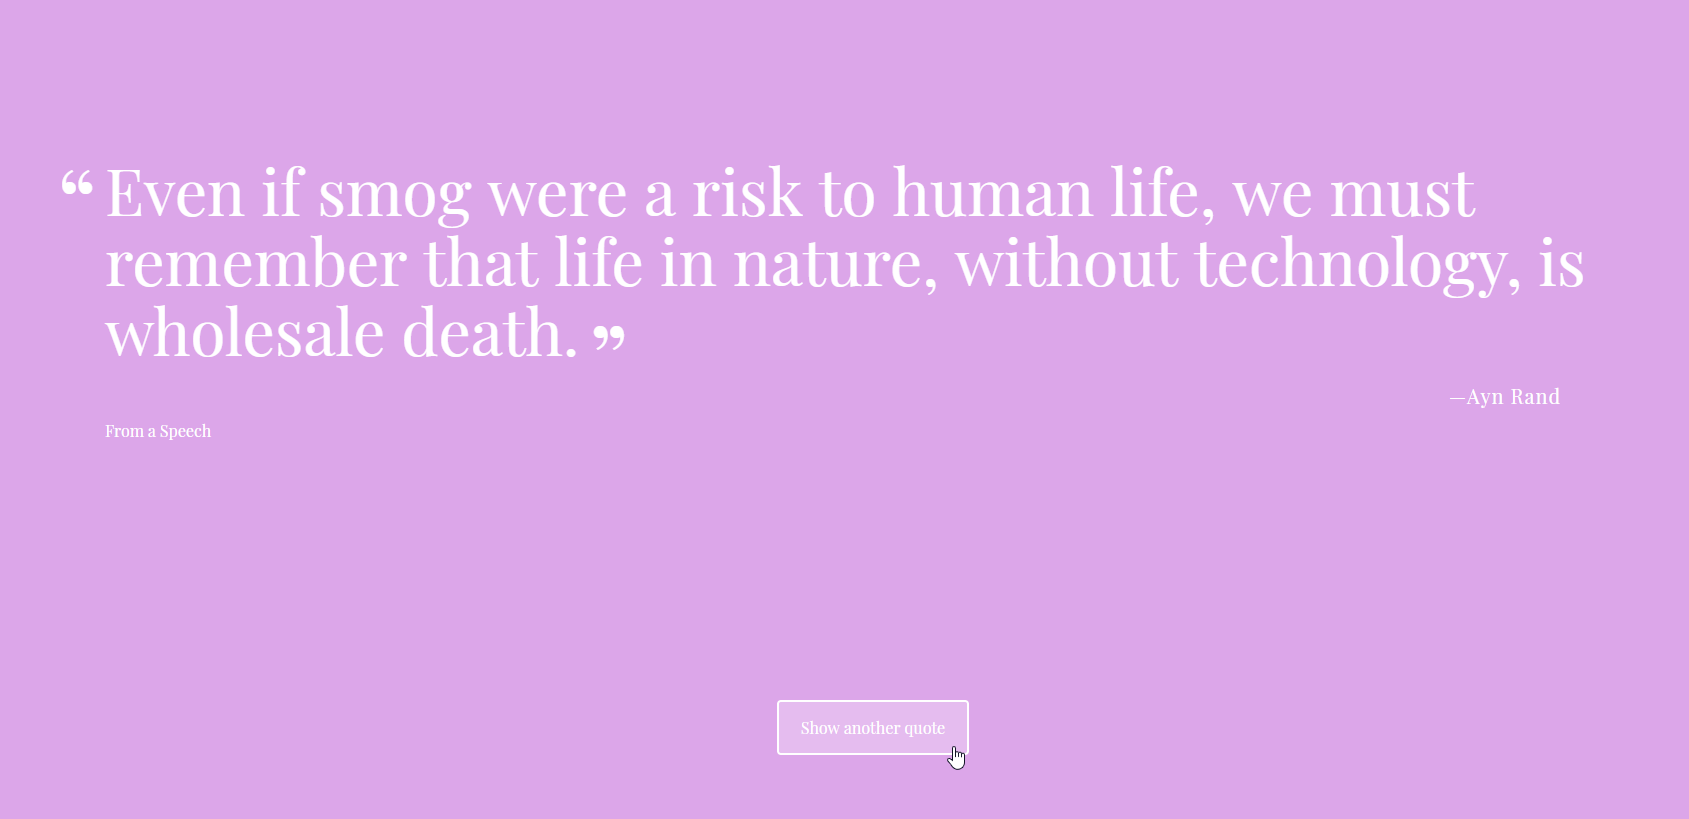 “Even if smog were a risk to human life, we must
remember that life in nature, without technology, is
wholesale death.”
—Ayn Rand
From a Speech
Show another quote